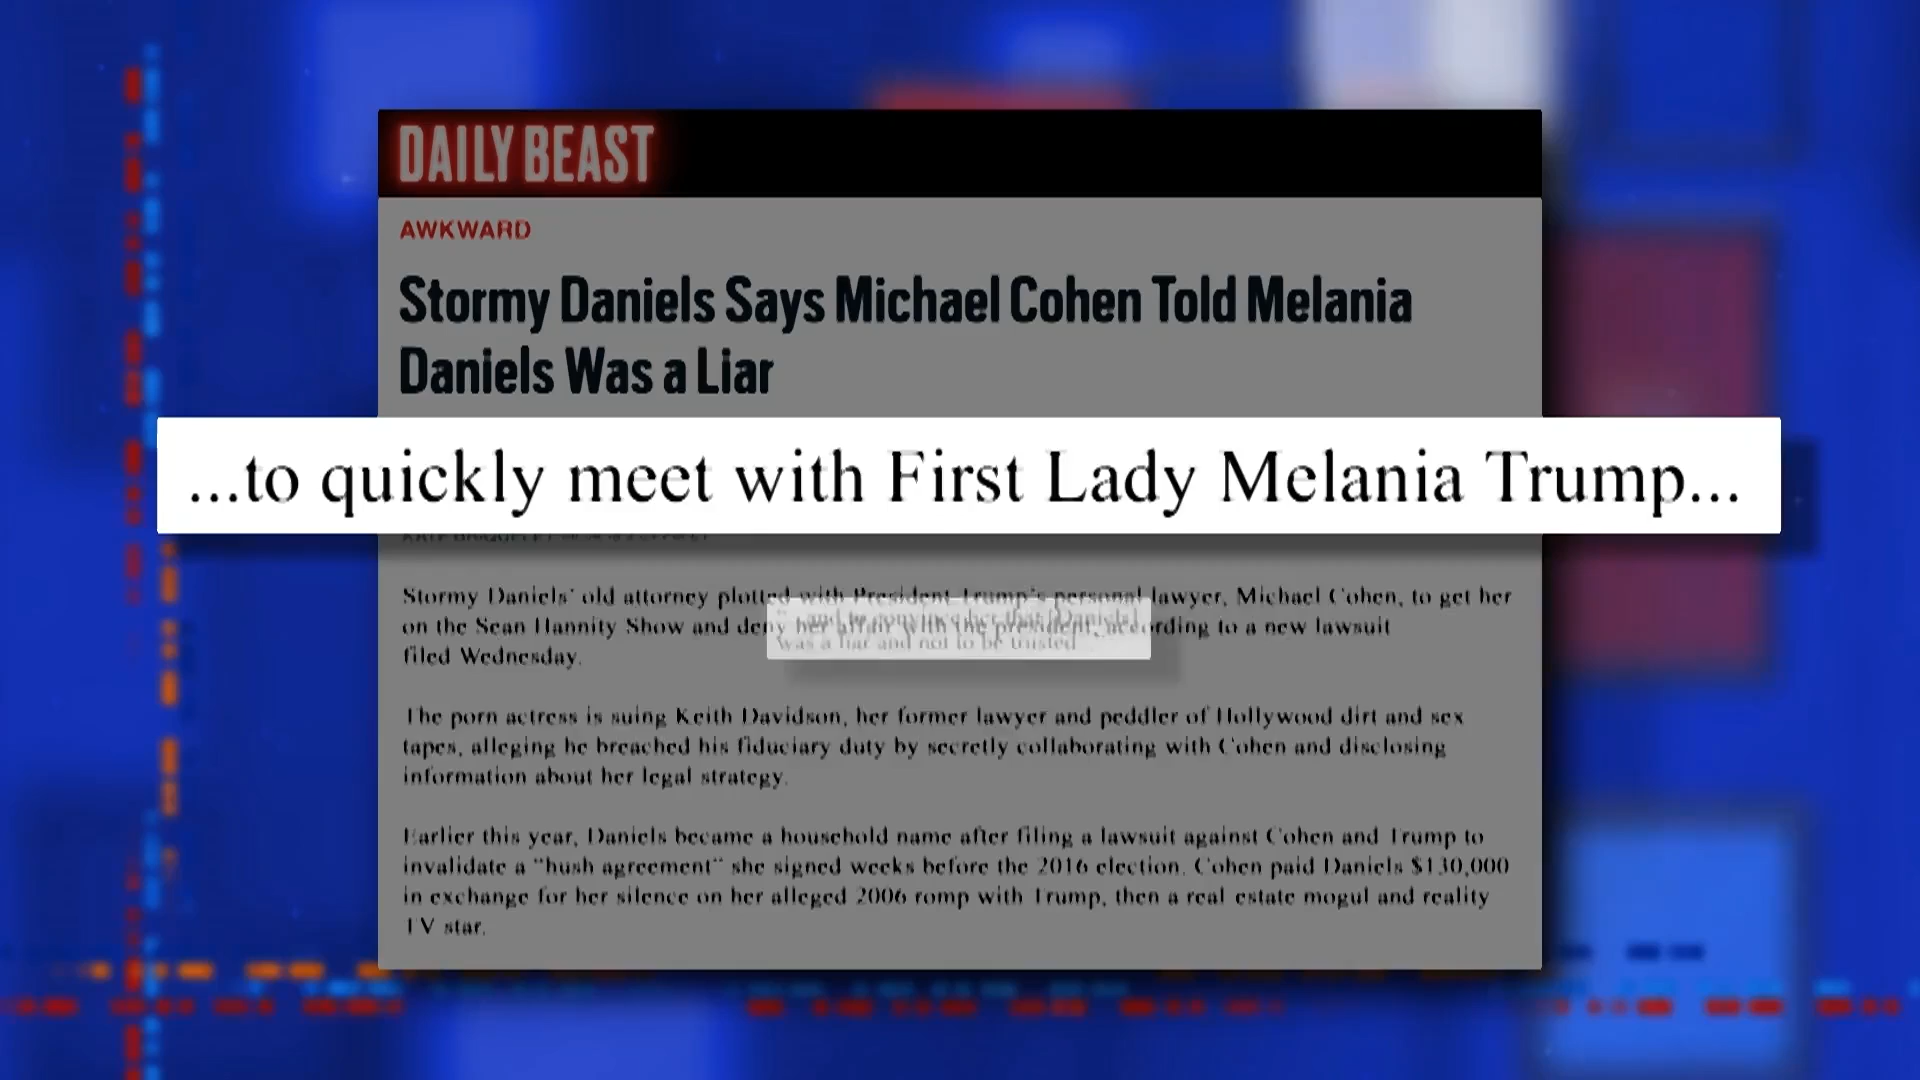 DAILY BEAST
AWKWARD
Stormy Daniels Says Michael Cohen Told Melania
Daniels Was a Liar
...to quickly meet with First Lady Melania Trump...
Stormy Daniels' old attorney plotted with President Trump's personal lawyer, Michael Cohen, to get her
on the Sean Hannity Show and deny her affair with the president, according to a new lawsuit
filed Wednesday.
was a liar and not to be trusted
The porn actress is suing Keith Davidson, her former lawyer and peddler of Hollywood dirt and sex
tapes, alleging he breached his fiduciary duty by secretly collaborating with Cohen and disclosing
information about her legal strategy.
Earlier this year, Daniels became a household name after filing a lawsuit against Cohen and Trump to
invalidate a "hush agreement" she signed weeks before the 2016 election. Cohen paid Daniels $130,000
in exchange for her silence on her alleged 2006 romp with Trump, then a real estate mogul and reality
TV star.